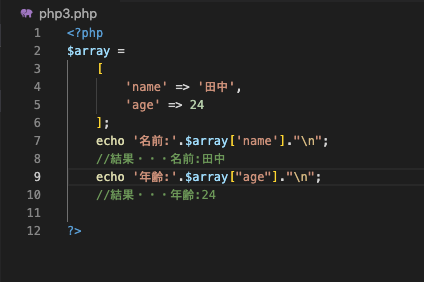 php3.php
1 <?php
2 $array =
3 [
4 'name' => '田中',
5 'age' => 24
6 ];
7 echo '名前:'.$array['name']."\n";
8 //結果・・・名前:田中
9 echo '年齢:'.$array["age"]."\n";
10 //結果・・・年齢:24
11
12 ?>